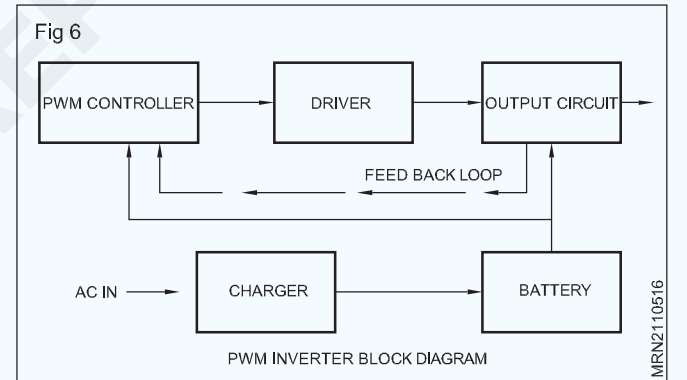 Fig 6
PWM CONTROLLER
DRIVER
OUTPUT CIRCUIT
FEED BACK LOOP
AC IN
CHARGER
BATTERY
PWM INVERTER BLOCK DIAGRAM
MRN2110516